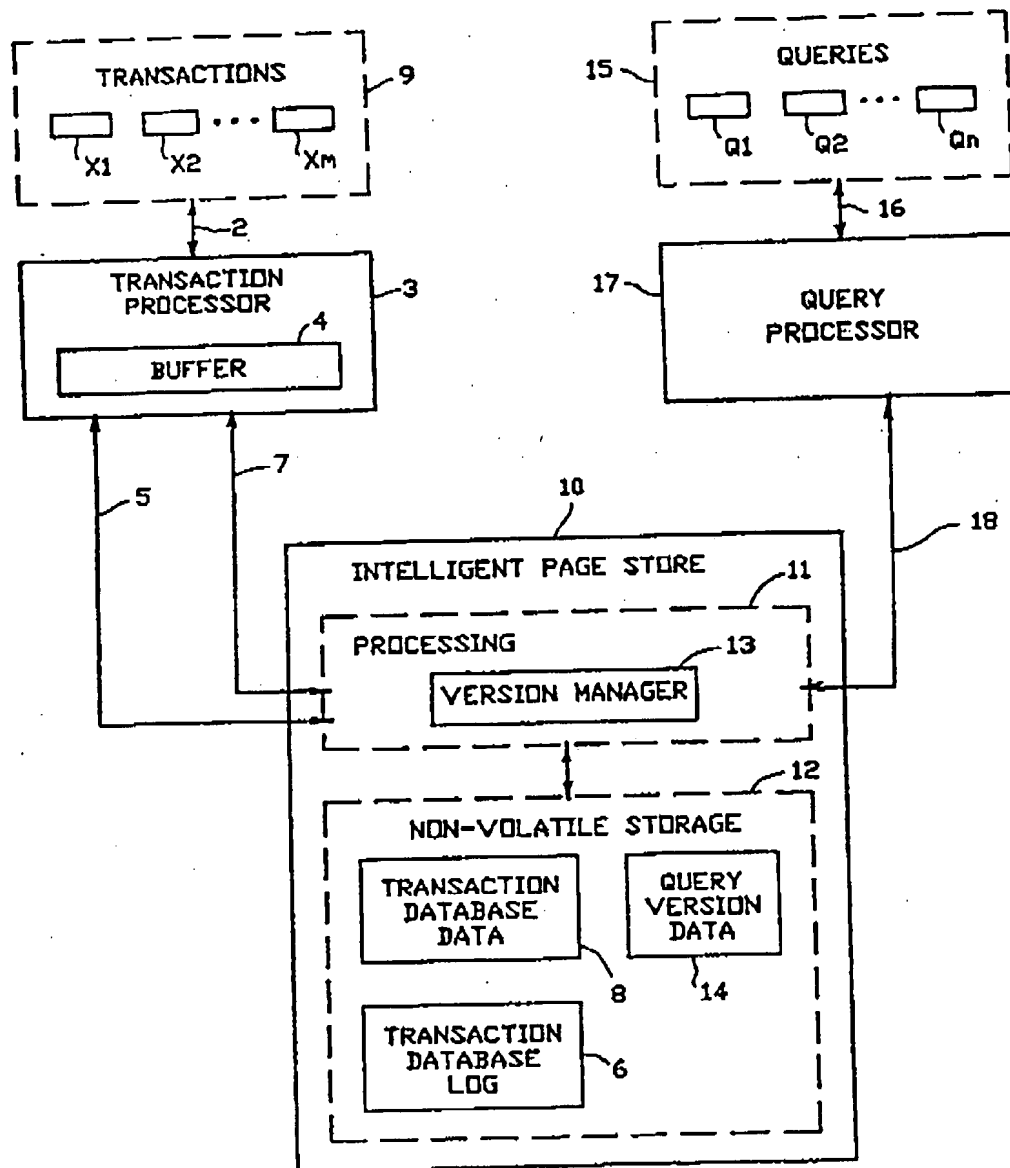 TRANSACTIONS
9
X1 X2 ... Xm
2
TRANSACTION
PROCESSOR
3
4
BUFFER
5
7
15
QUERIES
Q1 Q2 ... Qn
16
17
QUERY
PROCESSOR
18
10
INTELLIGENT PAGE STORE
11
PROCESSING
13
VERSION MANAGER
12
NON-VOLATILE STORAGE
TRANSACTION
DATABASE
DATA
8
QUERY
VERSION
DATA
14
TRANSACTION
DATABASE
LOG
6